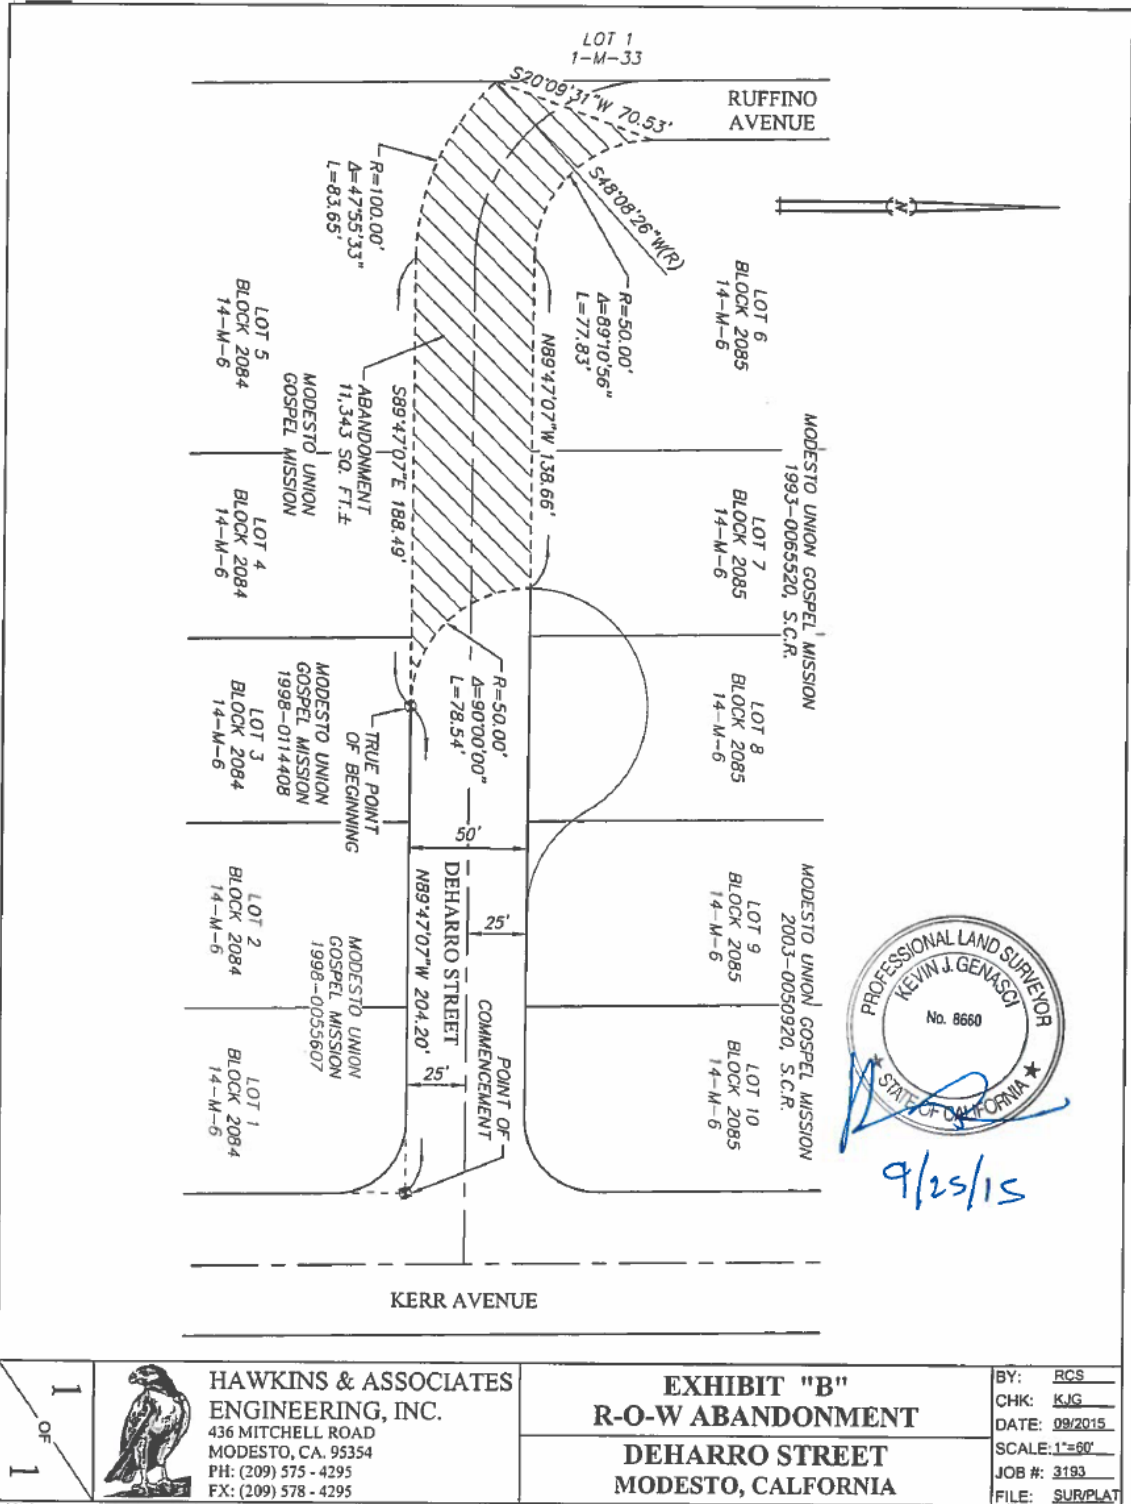 LOT 1
1-M-33
S20°09'31"W 70.53'
RUFFINO
AVENUE
R=100.00'
Δ=47°55'33"
L=83.65'
S48°08'26"W(R)
N
R=50.00'
Δ=89°10'56"
L=77.83'
LOT 6
BLOCK 2085
14-M-6
LOT 5
BLOCK 2084
14-M-6
N89°47'07"W 138.66'
MODESTO UNION
GOSPEL MISSION
ABANDONMENT
11,343 SQ. FT.±
S89°47'07"E 188.49'
MODESTO UNION GOSPEL MISSION
1993-0065520, S.C.R.
LOT 4
BLOCK 2084
14-M-6
LOT 7
BLOCK 2085
14-M-6
R=50.00'
Δ=90°00'00"
L=78.54'
LOT 3
BLOCK 2084
14-M-6
MODESTO UNION
GOSPEL MISSION
1998-0114408
TRUE POINT
OF BEGINNING
LOT 8
BLOCK 2085
14-M-6
50'
DEHARRO STREET
N89°47'07"W 204.20'
25'
25'
LOT 2
BLOCK 2084
14-M-6
MODESTO UNION
GOSPEL MISSION
1998-0055607
LOT 9
BLOCK 2085
14-M-6
MODESTO UNION GOSPEL MISSION
2003-0050920, S.C.R.
POINT OF
COMMENCEMENT
LOT 1
BLOCK 2084
14-M-6
LOT 10
BLOCK 2085
14-M-6
PROFESSIONAL LAND SURVEYOR
KEVIN J. GENASCI
No. 8660
STATE OF CALIFORNIA
9/25/15
KERR AVENUE
1
OF
1
HAWKINS & ASSOCIATES
ENGINEERING, INC.
436 MITCHELL ROAD
MODESTO, CA. 95354
PH: (209) 575 - 4295
FX: (209) 578 - 4295
EXHIBIT "B"
R-O-W ABANDONMENT
DEHARRO STREET
MODESTO, CALFORNIA
BY: RCS
CHK: KJG
DATE: 09/2015
SCALE: 1"=60'
JOB #: 3193
FILE: SUR/PLAT